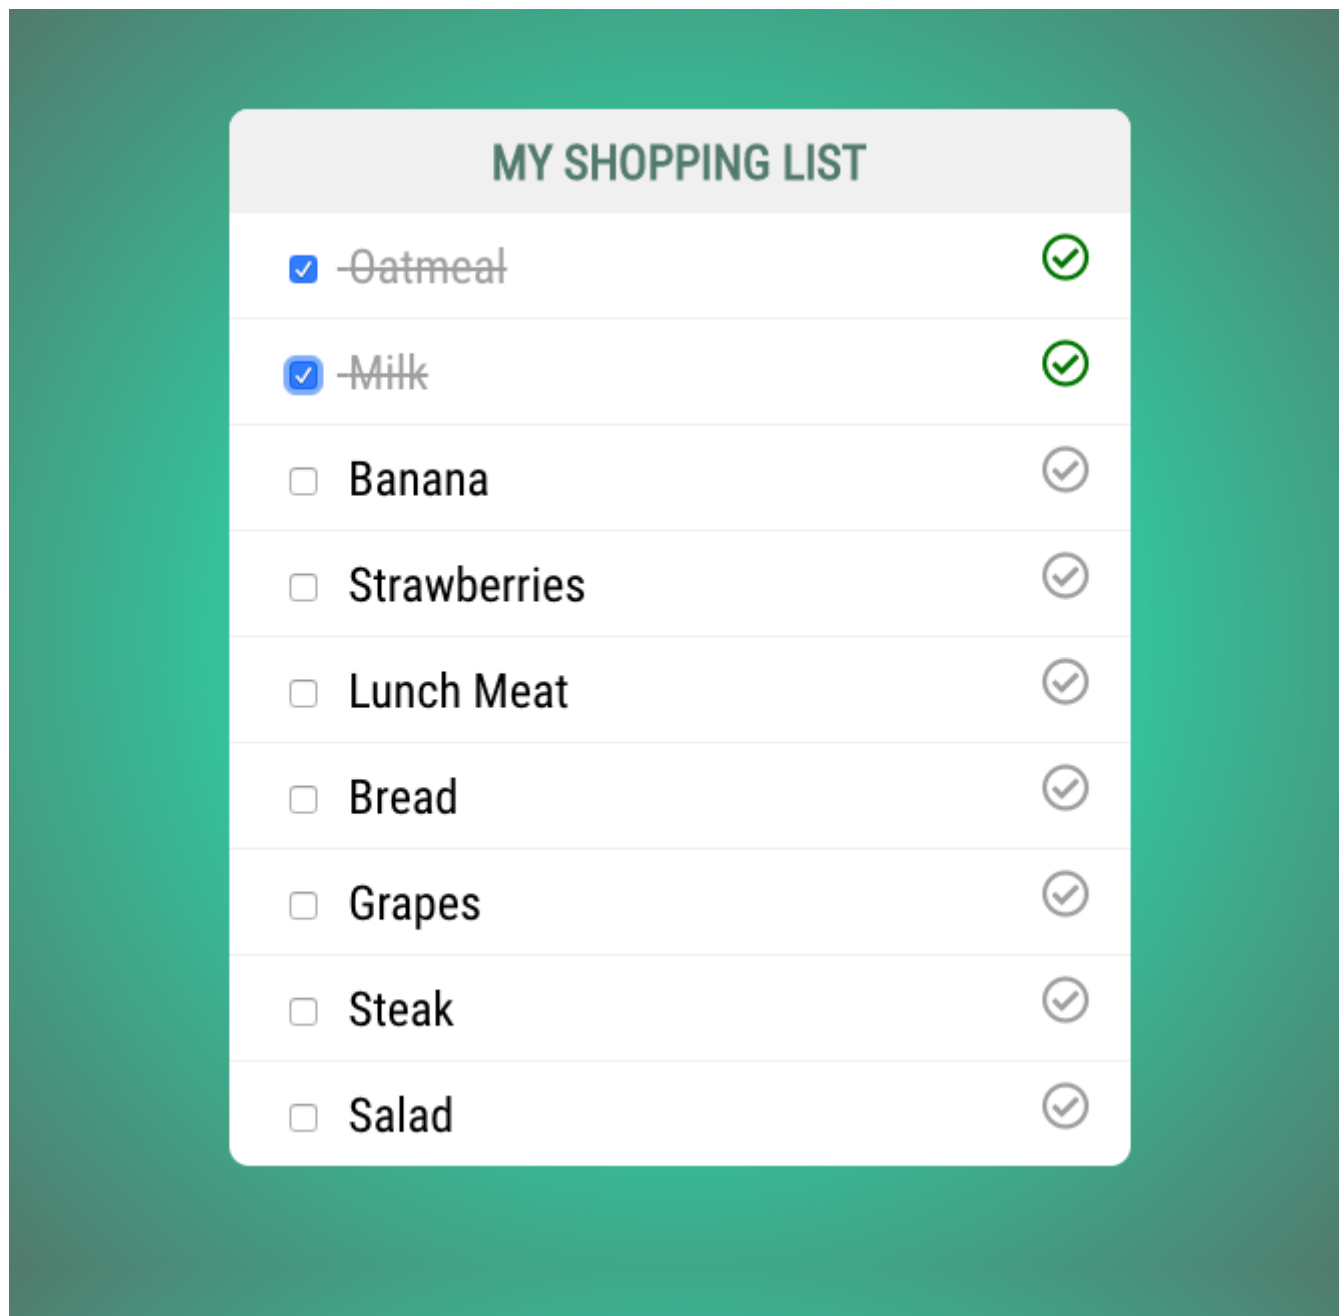 MY SHOPPING LIST
Oatmeal
Milk
Banana
Strawberries
Lunch Meat
Bread
Grapes
Steak
Salad